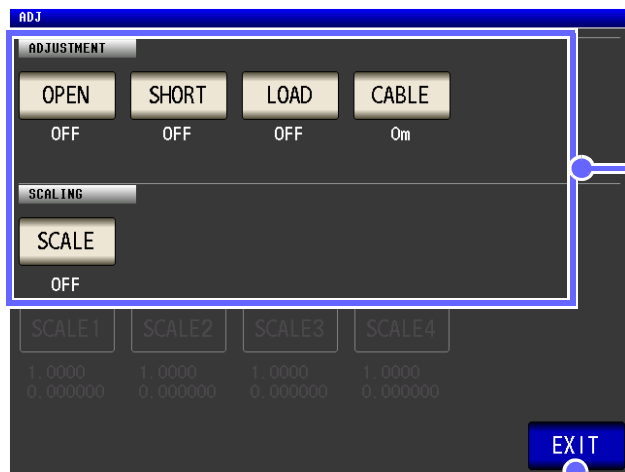 ADJ
ADJUSTMENT
OPEN SHORT LOAD CABLE
OFF OFF OFF 0m
SCALING
SCALE
OFF
SCALE1 SCALE2 SCALE3 SCALE4
1.0000 1.0000 1.0000 1.0000
0.000000 0.000000 0.000000 0.000000
EXIT